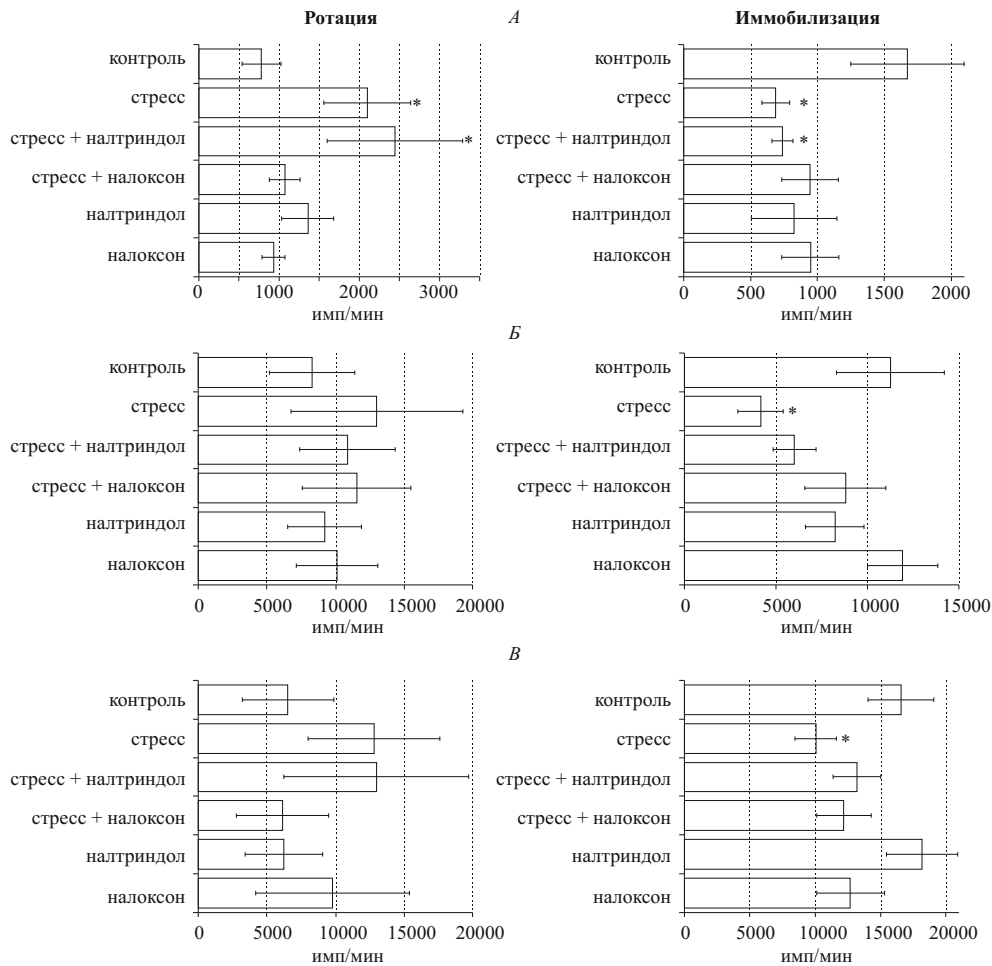 Ротация
А
Иммобилизация
контроль
стресс
*
стресс + налтриндол
*
стресс + налоксон
налтриндол
налоксон
0 1000 2000 3000
имп/мин
контроль
стресс
*
стресс + налтриндол
*
стресс + налоксон
налтриндол
налоксон
0 500 1000 1500 2000
имп/мин
Б
контроль
стресс
стресс + налтриндол
стресс + налоксон
налтриндол
налоксон
0 5000 10000 15000 20000
имп/мин
контроль
стресс
*
стресс + налтриндол
стресс + налоксон
налтриндол
налоксон
0 5000 10000 15000
имп/мин
В
контроль
стресс
стресс + налтриндол
стресс + налоксон
налтриндол
налоксон
0 5000 10000 15000 20000
имп/мин
контроль
стресс
*
стресс + налтриндол
стресс + налоксон
налтриндол
налоксон
0 5000 10000 15000 20000
имп/мин